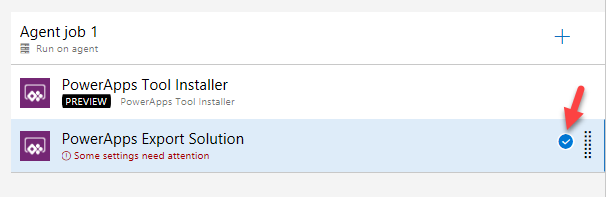 Agent job 1
Run on agent
PowerApps Tool Installer
PREVIEW PowerApps Tool Installer
PowerApps Export Solution
Some settings need attention